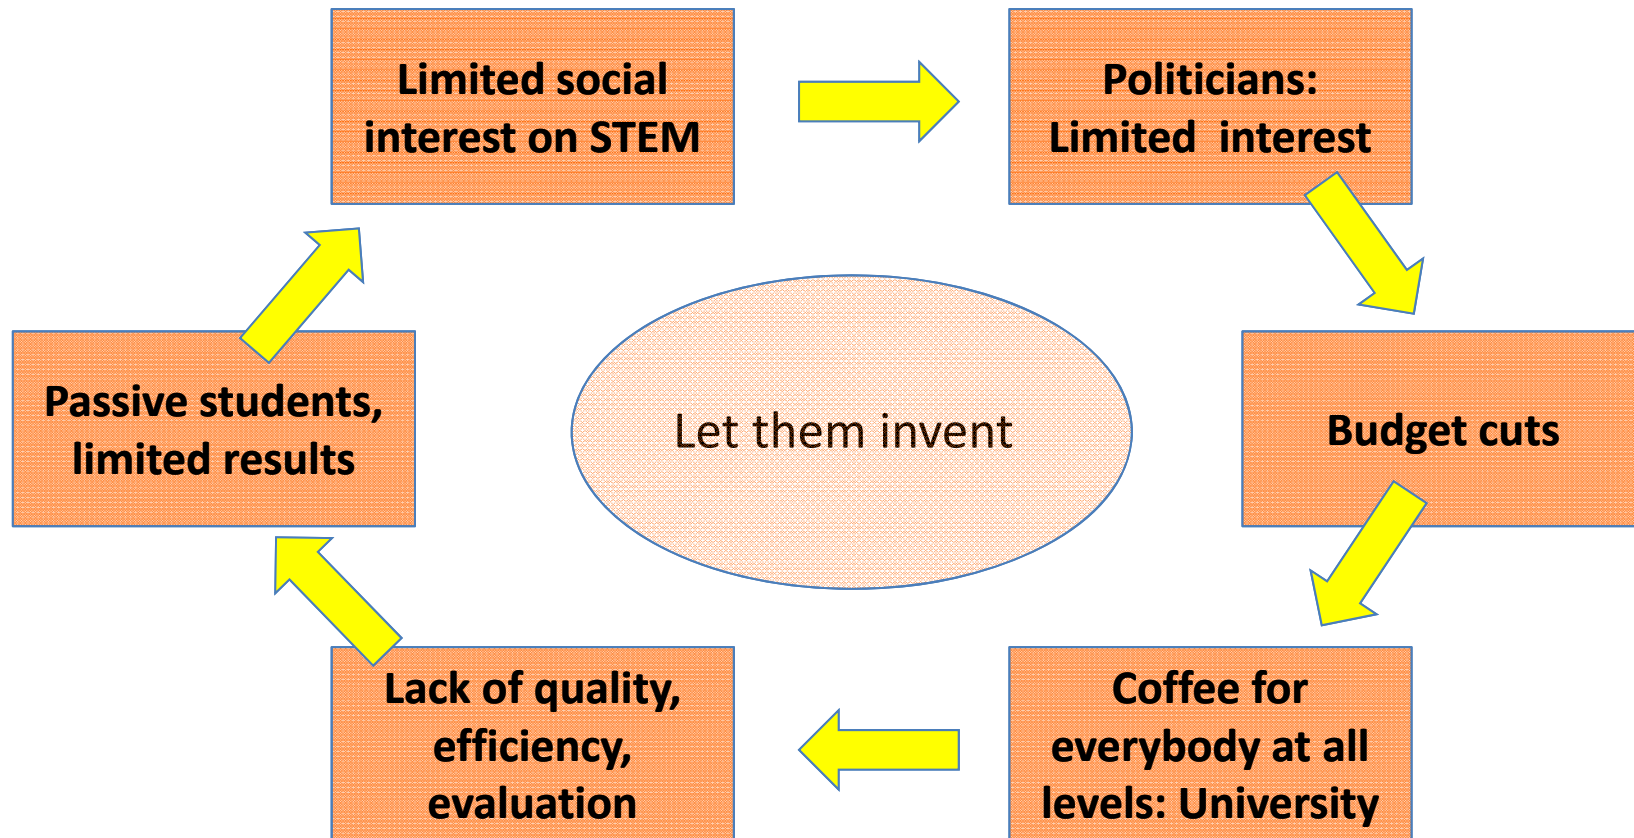 Limited social
interest on STEM
Politicians:
Limited  interest
Passive students,
limited results
Let them invent
Budget cuts
Lack of quality,
efficiency,
evaluation
Coffee for
everybody at all
levels: University